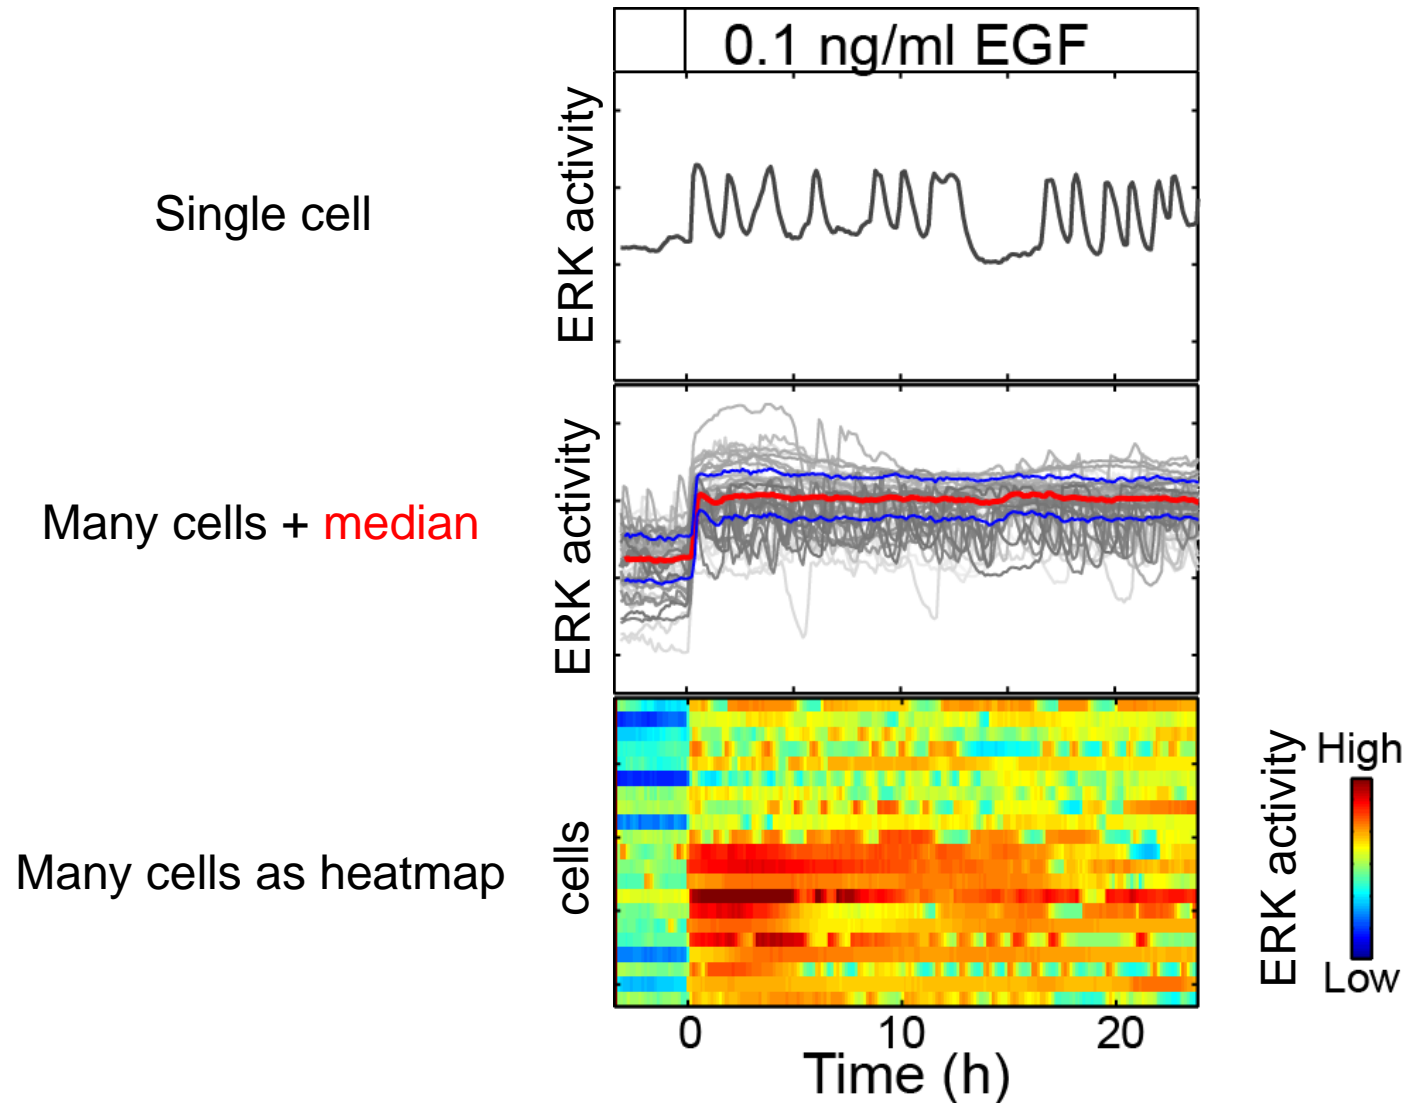 0.1 ng/ml EGF
Single cell
ERK activity
Many cells + median
ERK activity
Many cells as heatmap
cells
ERK activity
High
Low
0 10 20
Time (h)